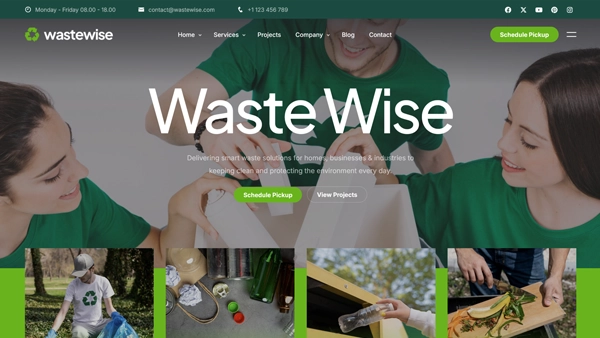 Monday - Friday 08.00 - 18.00
contact@wastewise.com
+1 123 456 789
wastewise
Home
Services
Projects
Company
Blog
Contact
Schedule Pickup
Waste Wise
Delivering smart waste solutions for homes, businesses & industries to
keeping clean and protecting the environment every day
Schedule Pickup
View Projects